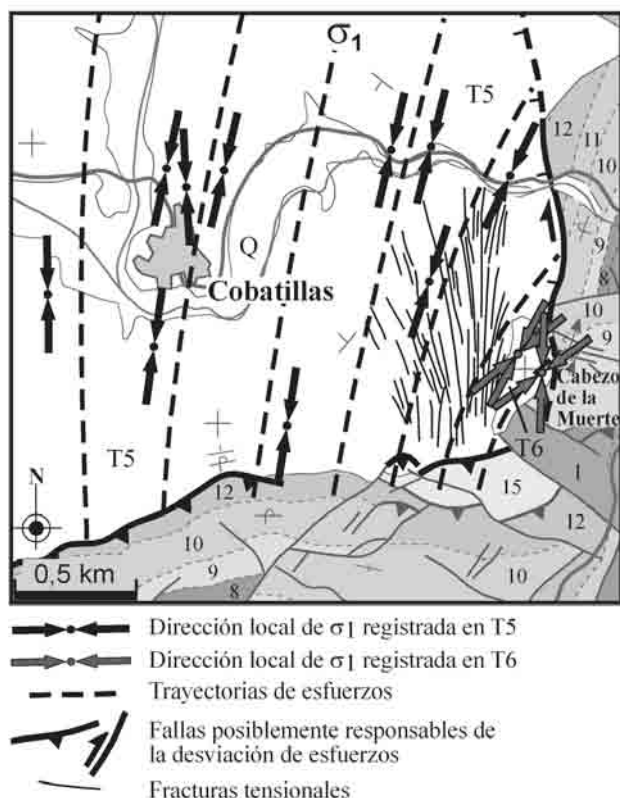 σ1
T5
12
11
10
9
8
Q
Cobatillas
10
9
Cabezo
de la
Muerte
T6
T5
N
12
15
1
12
10
9
8
10
0,5 km
Dirección local de σ1 registrada en T5
Dirección local de σ1 registrada en T6
Trayectorias de esfuerzos
Fallas posiblemente responsables de
la desviación de esfuerzos
Fracturas tensionales